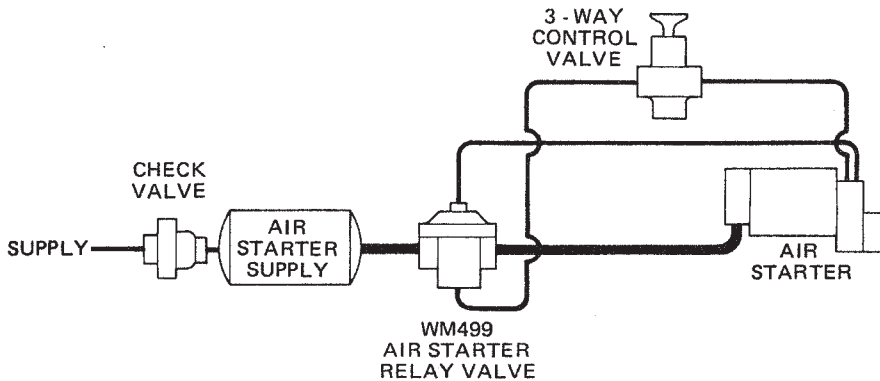 3-WAY
CONTROL
VALVE
CHECK
VALVE
SUPPLY
AIR
STARTER
SUPPLY
AIR
STARTER
WM499
AIR STARTER
RELAY VALVE